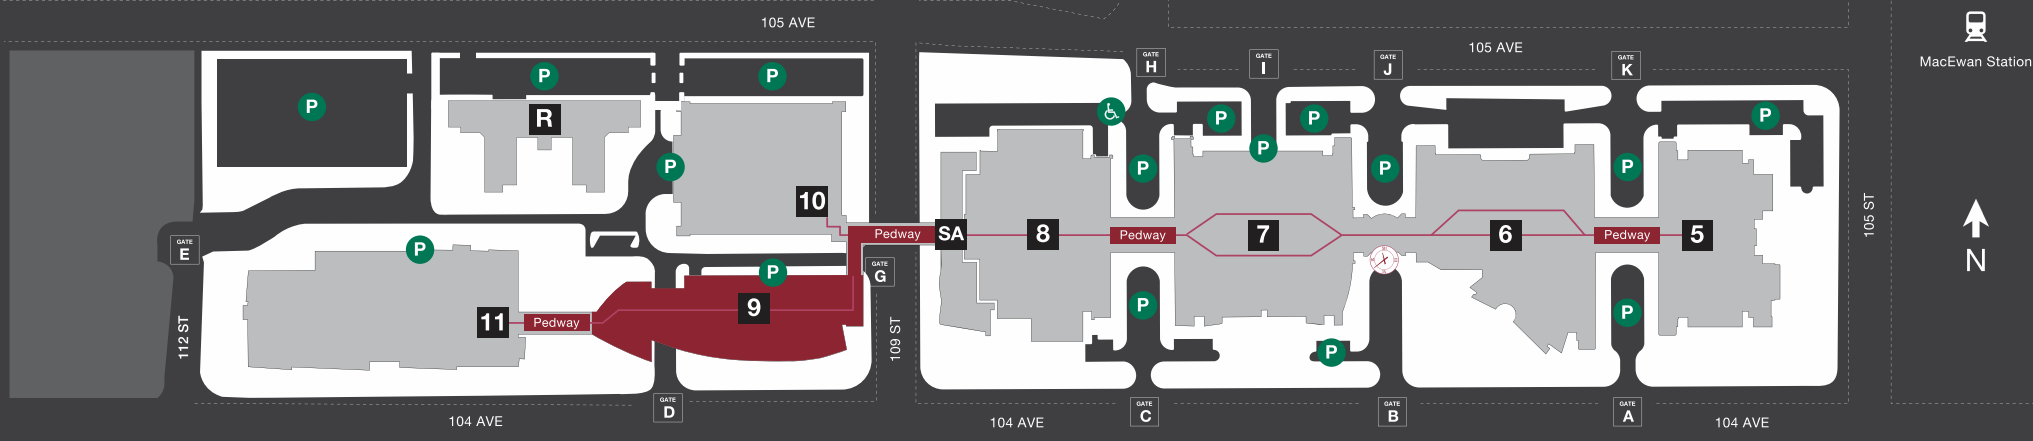 105 AVE
105 AVE
MacEwan Station
GATE
H
GATE
I
GATE
J
GATE
K
P
P
P
P
P
P
R
P
P
P
P
P
P
10
GATE
E
P
Pedway
SA
8
Pedway
7
6
Pedway
5
105 ST
N
GATE
G
P
9
11
Pedway
P
P
P
112 ST
109 ST
GATE
D
GATE
C
GATE
B
GATE
A
104 AVE
104 AVE
104 AVE